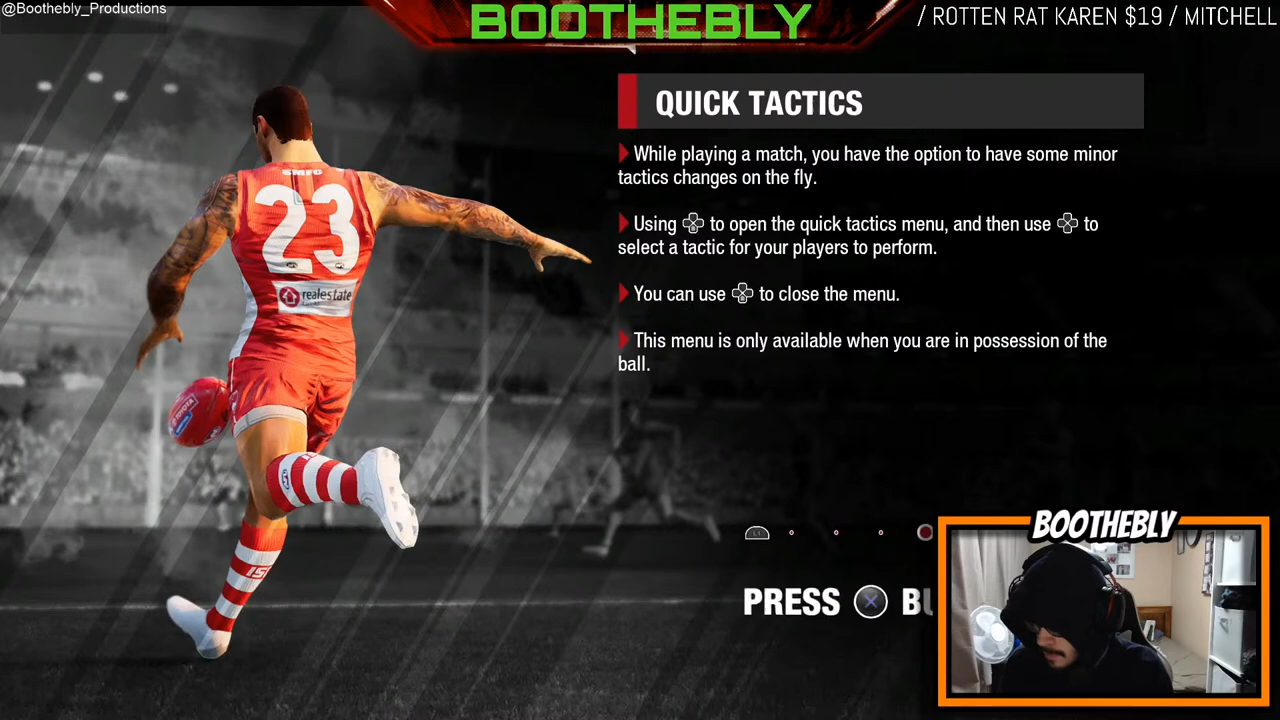 @Boothebly_Productions
BOOTHEBLY
/ ROTTEN RAT KAREN $19 / MITCHELL
QUICK TACTICS
While playing a match, you have the option to have some minor
tactics changes on the fly.
Using to open the quick tactics menu, and then use to
select a tactic for your players to perform.
You can use to close the menu.
This menu is only available when you are in possession of the
ball.
SMFC
23
realestate
TOYOTA
PRESS BU
BOOTHEBLY